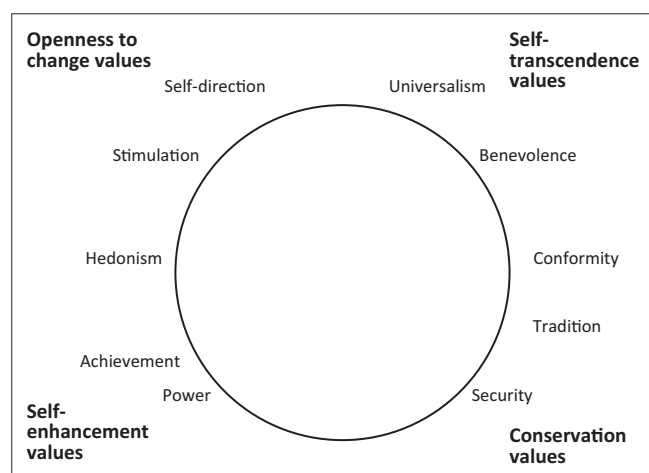 Openness to
change values
Self-
transcendence
values
Self-direction
Universalism
Stimulation
Benevolence
Hedonism
Conformity
Tradition
Achievement
Power
Security
Self-
enhancement
values
Conservation
values